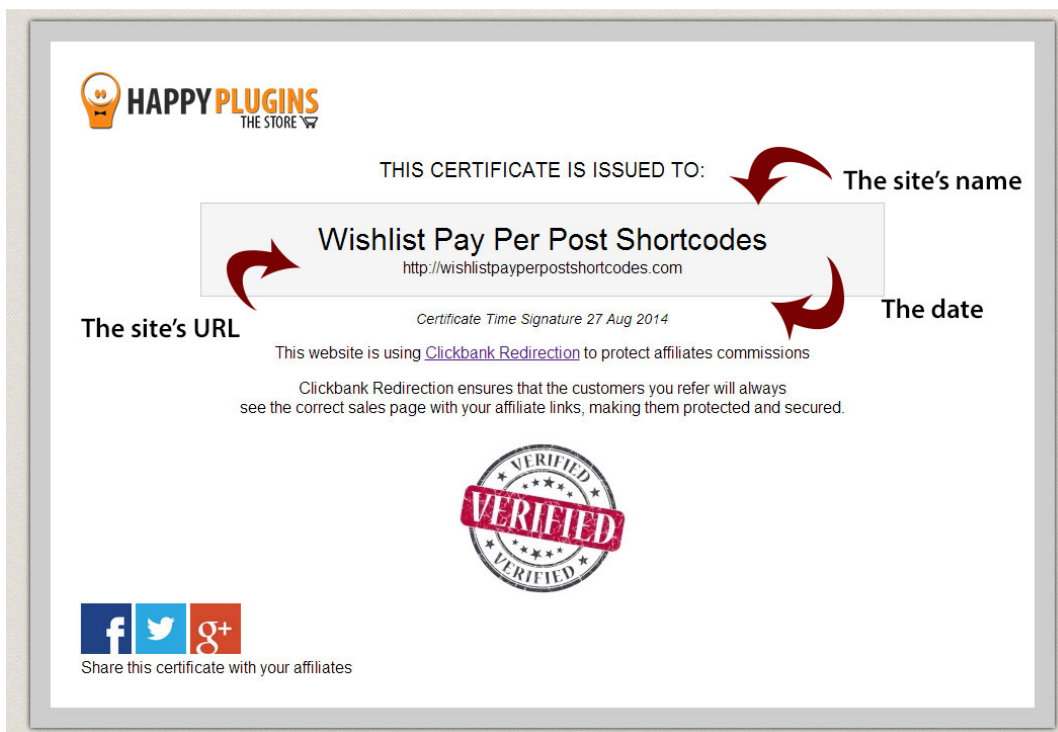 HAPPY PLUGINS
THE STORE
THIS CERTIFICATE IS ISSUED TO:
The site's name
Wishlist Pay Per Post Shortcodes
http://wishlistpayperpostshortcodes.com
The site's URL
The date
Certificate Time Signature 27 Aug 2014
This website is using Clickbank Redirection to protect affiliates commissions
Clickbank Redirection ensures that the customers you refer will always
see the correct sales page with your affiliate links, making them protected and secured.
VERIFIED
VERIFIED
VERIFIED
f
g+
Share this certificate with your affiliates